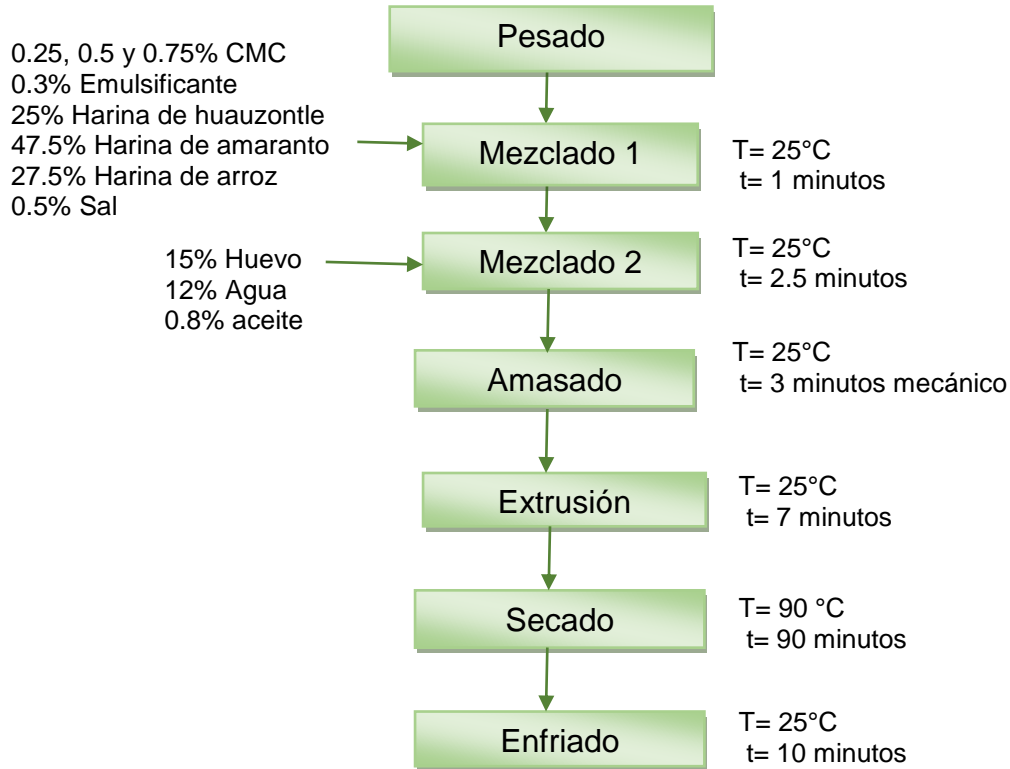 Pesado
0.25, 0.5 y 0.75% CMC
0.3% Emulsificante
25% Harina de huauzontle
47.5% Harina de amaranto
27.5% Harina de arroz
0.5% Sal
Mezclado 1
T= 25°C
t= 1 minutos
15% Huevo
12% Agua
0.8% aceite
Mezclado 2
T= 25°C
t= 2.5 minutos
Amasado
T= 25°C
t= 3 minutos mecánico
Extrusión
T= 25°C
t= 7 minutos
Secado
T= 90 °C
t= 90 minutos
Enfriado
T= 25°C
t= 10 minutos